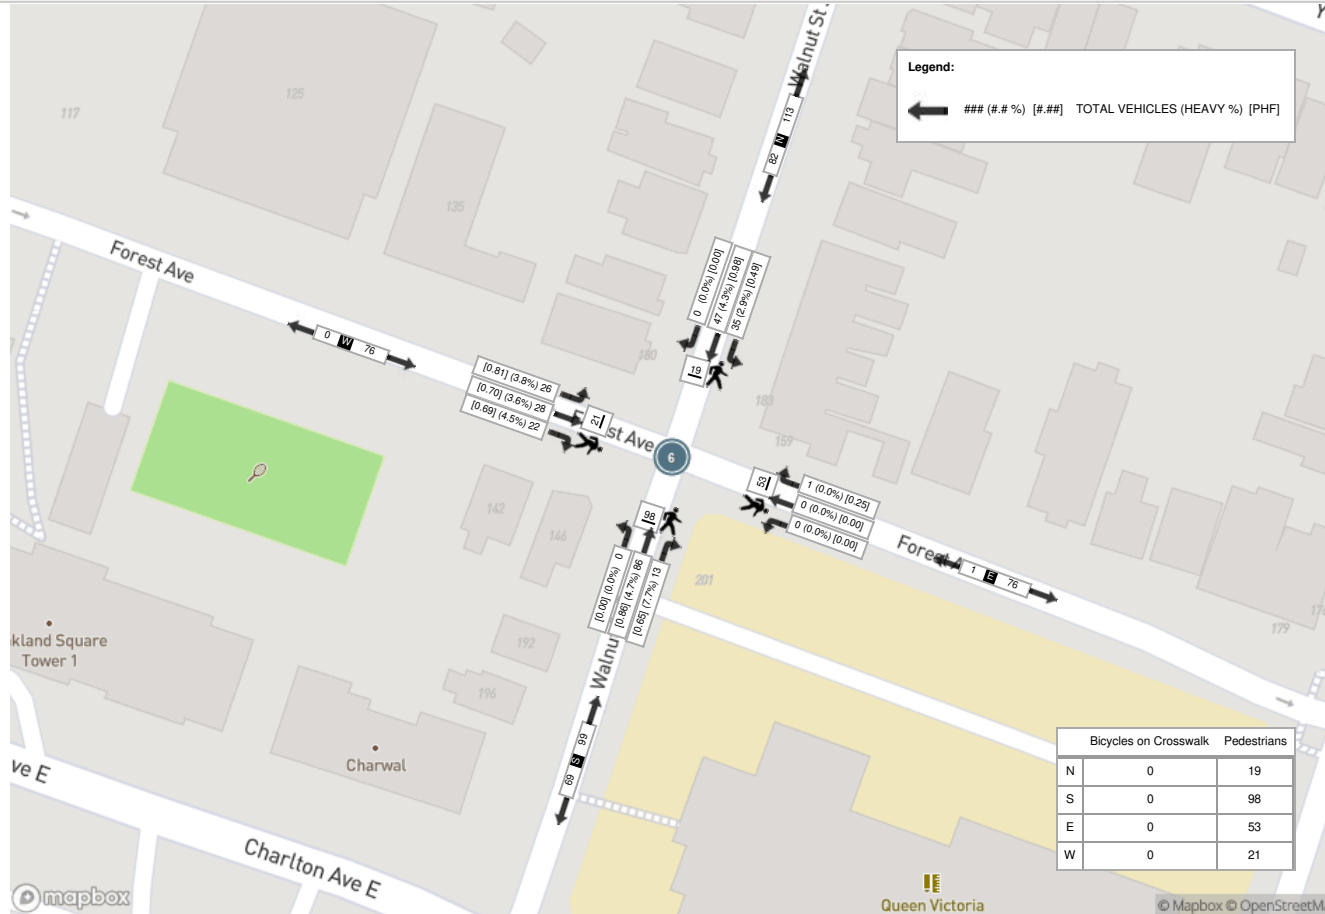 Walnut St
Legend:
### (#.# %) [#.##] TOTAL VEHICLES (HEAVY %) [PHF]
117
125
135
113
N
82
Forest Ave
0 W 76
180
183
159
0 (0.0%) [0.00]
47 (4.3%) [0.98]
35 (2.9%) [0.49]
19
[0.81] (3.8%) 26
[0.70] (3.6%) 28
[0.69] (4.5%) 22
21
st Ave
6
53
1 (0.0%) [0.25]
0 (0.0%) [0.00]
0 (0.0%) [0.00]
98
[0.00] (0.0%) 0
[0.86] (4.7%) 86
[0.65] (7.7%) 13
142
146
Forest A
1 E 76
201
179
kland Square
Tower 1
192
196
Walnu
99
S
69
Charwal
ve E
Charlton Ave E
Bicycles on Crosswalk Pedestrians
N 0 19
S 0 98
E 0 53
W 0 21
mapbox
Queen Victoria
© Mapbox © OpenStreetM